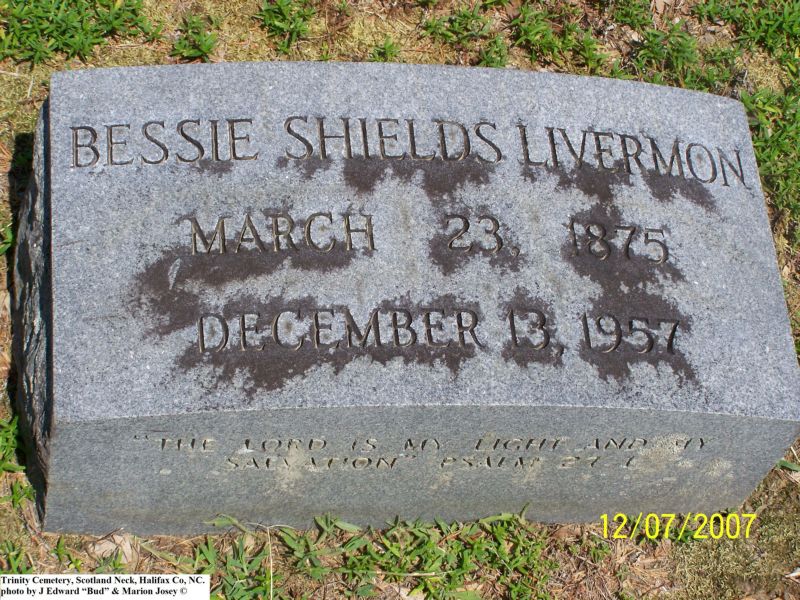 BESSIE SHIELDS LIVERMON
MARCH 23, 1875
DECEMBER 13, 1957
"THE LORD IS MY LIGHT AND MY
SALVATION" PSALM 27:1
12/07/2007
Trinity Cemetery, Scotland Neck, Halifax Co, NC.
photo by J Edward "Bud" & Marion Josey ©